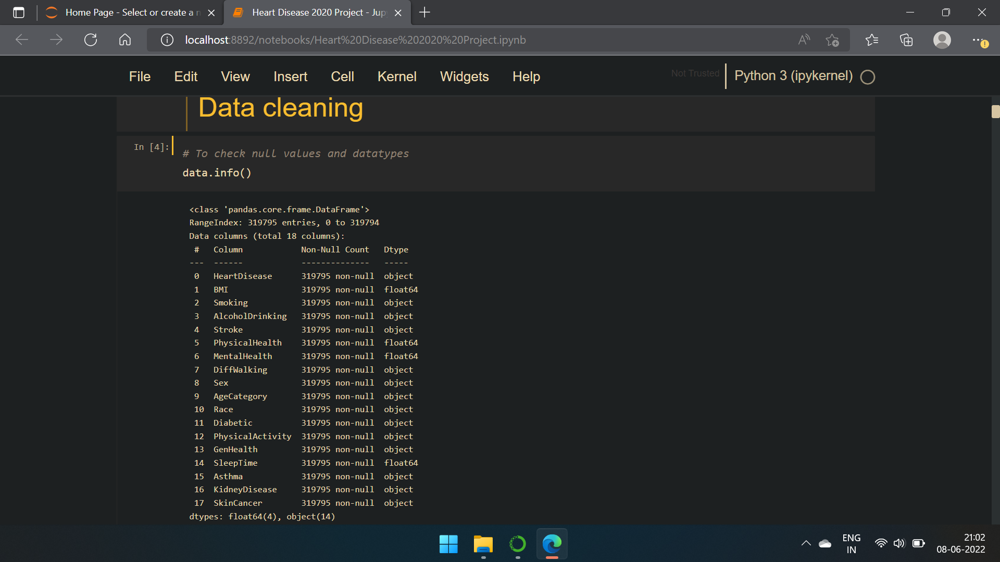 Home Page - Select or create a n
Heart Disease 2020 Project - Jup
localhost:8892/notebooks/Heart%20Disease%202020%20Project.ipynb
File Edit View Insert Cell Kernel Widgets Help
Not Trusted
Python 3 (ipykernel)
Data cleaning
In [4]:
# To check null values and datatypes
data.info()
<class 'pandas.core.frame.DataFrame'>
RangeIndex: 319795 entries, 0 to 319794
Data columns (total 18 columns):
# Column Non-Null Count Dtype
--- ------ -------------- -----
0 HeartDisease 319795 non-null object
1 BMI 319795 non-null float64
2 Smoking 319795 non-null object
3 AlcoholDrinking 319795 non-null object
4 Stroke 319795 non-null object
5 PhysicalHealth 319795 non-null float64
6 MentalHealth 319795 non-null float64
7 DiffWalking 319795 non-null object
8 Sex 319795 non-null object
9 AgeCategory 319795 non-null object
10 Race 319795 non-null object
11 Diabetic 319795 non-null object
12 PhysicalActivity 319795 non-null object
13 GenHealth 319795 non-null object
14 SleepTime 319795 non-null float64
15 Asthma 319795 non-null object
16 KidneyDisease 319795 non-null object
17 SkinCancer 319795 non-null object
dtypes: float64(4), object(14)
ENG
IN
21:02
08-06-2022